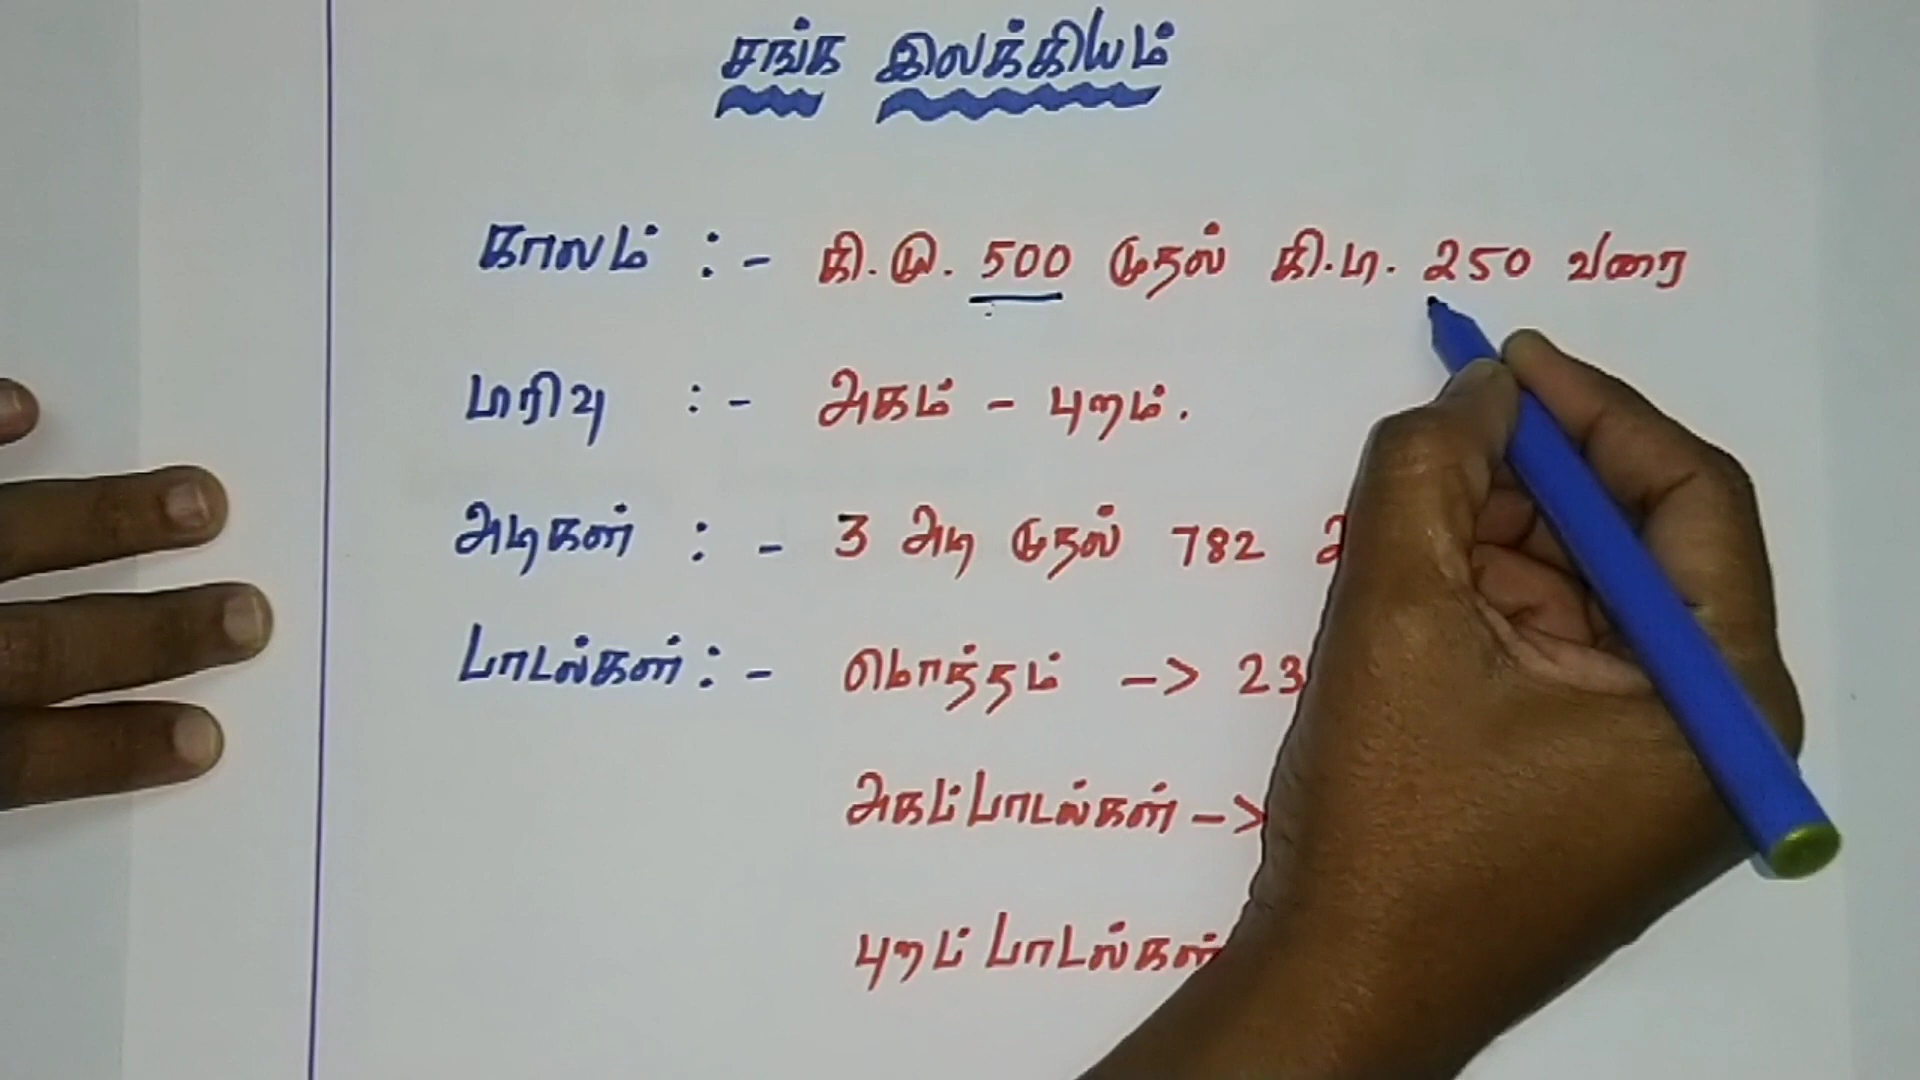 சங்க இலக்கியம்
காலம் :- கி.மு. 500 முதல் கி.பி. 250 வரை
பிரிவு :- அகம் - புறம்.
அடிகள் :- 3 அடி முதல் 782
பாடல்கள் :- மொத்தம் -> 23
அகப்பாடல்கள் ->
புறப் பாடல்கள்